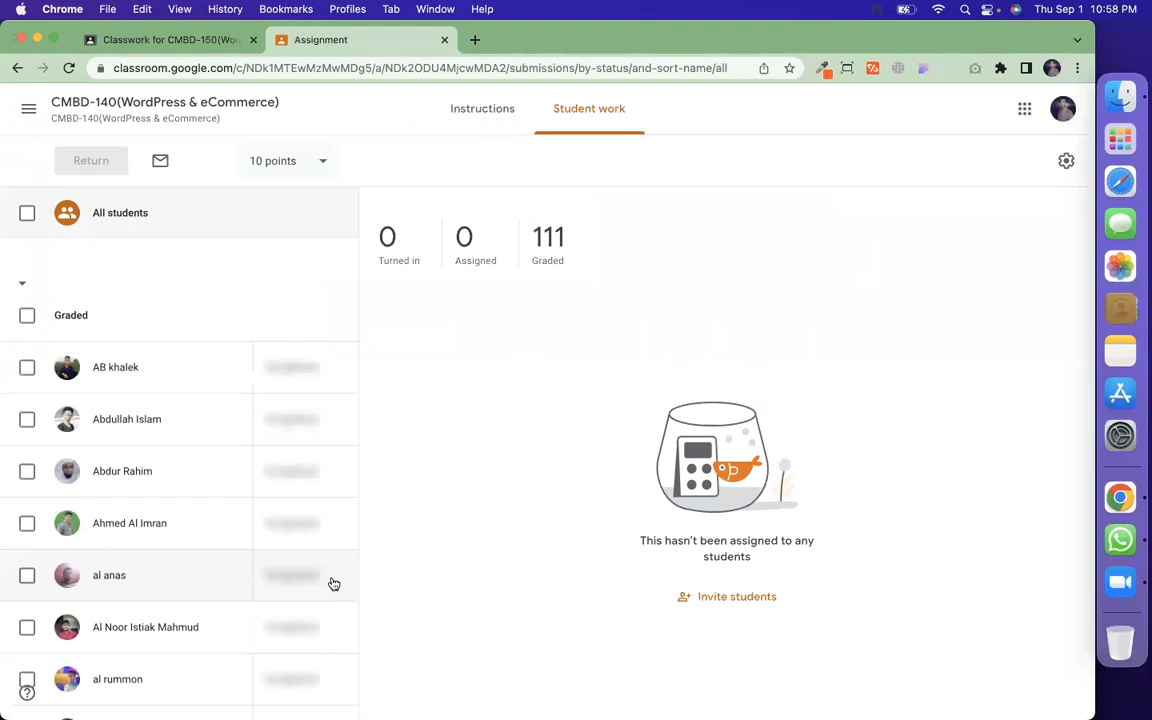 Chrome File Edit View History Bookmarks Profiles Tab Window Help Thu Sep 1 10:58 PM
Classwork for CMBD-150(Wor
Assignment
classroom.google.com/c/NDk1MTEwMzMwMDg5/a/NDk2ODU4MjcwMDA2/submissions/by-status/and-sort-name/all
CMBD-140(WordPress & eCommerce)
CMBD-140(WordPress & eCommerce)
Instructions
Student work
Return
10 points
All students
0
Turned in
0
Assigned
111
Graded
Graded
AB khalek
Abdullah Islam
Abdur Rahim
Ahmed Al Imran
al anas
Al Noor Istiak Mahmud
al rummon
This hasn't been assigned to any
students
Invite students